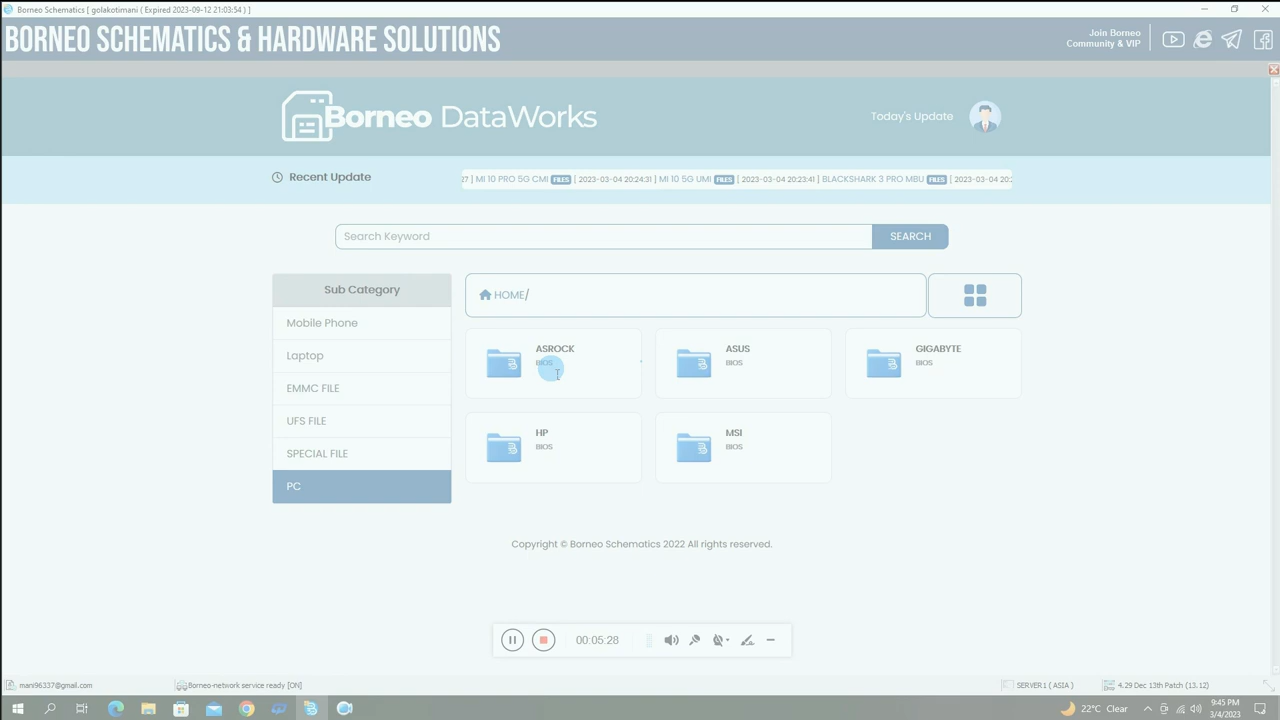 Borneo Schematics [ golakotimani ( Expired 2023-09-12 21:03:54 ) ]
BORNEO SCHEMATICS & HARDWARE SOLUTIONS
Join Borneo
Community & VIP
Borneo DataWorks
Today's Update
Recent Update
27 ] MI 10 PRO 5G CMI FILES [ 2023-03-04 20:24:31 ] MI 10 5G UMI FILES [ 2023-03-04 20:23:41 ] BLACKSHARK 3 PRO MBU FILES [ 2023-03-04 20:2
Search Keyword
SEARCH
Sub Category
Mobile Phone
Laptop
EMMC FILE
UFS FILE
SPECIAL FILE
PC
HOME/
ASROCK
BIOS
ASUS
BIOS
GIGABYTE
BIOS
HP
BIOS
MSI
BIOS
Copyright © Borneo Schematics 2022 All rights reserved.
00:05:28
mani96337@gmail.com
Borneo-network service ready [ON]
SERVER1 ( ASIA )
4.29 Dec 13th Patch (13.12)
22°C Clear
9:45 PM
3/4/2023